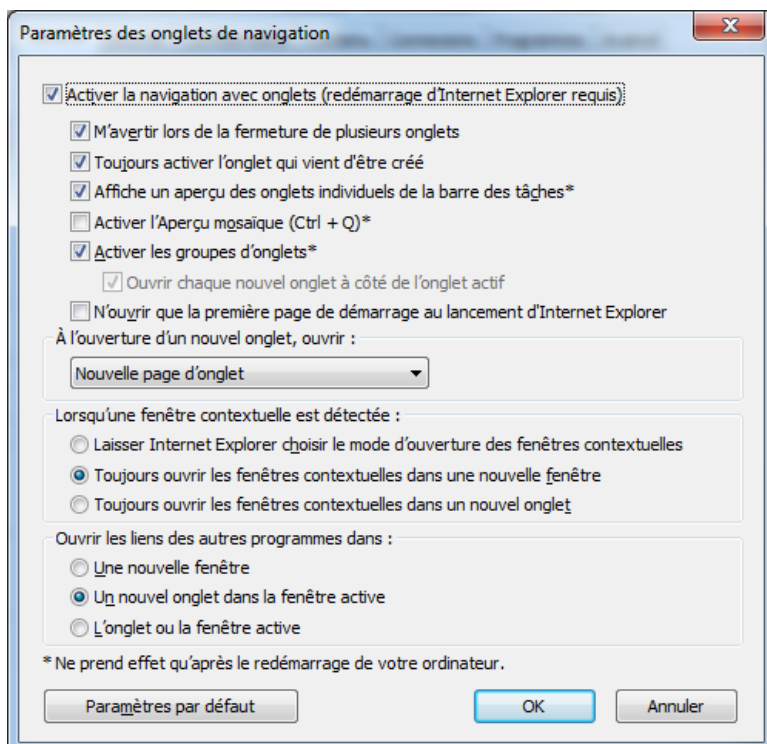 Paramètres des onglets de navigation
Activer la navigation avec onglets (redémarrage d'Internet Explorer requis)
M'avertir lors de la fermeture de plusieurs onglets
Toujours activer l'onglet qui vient d'être créé
Affiche un aperçu des onglets individuels de la barre des tâches*
Activer l'Aperçu mosaïque (Ctrl + Q)*
Activer les groupes d'onglets*
Ouvrir chaque nouvel onglet à côté de l'onglet actif
N'ouvrir que la première page de démarrage au lancement d'Internet Explorer
À l'ouverture d'un nouvel onglet, ouvrir :
Nouvelle page d'onglet
Lorsqu'une fenêtre contextuelle est détectée :
Laisser Internet Explorer choisir le mode d'ouverture des fenêtres contextuelles
Toujours ouvrir les fenêtres contextuelles dans une nouvelle fenêtre
Toujours ouvrir les fenêtres contextuelles dans un nouvel onglet
Ouvrir les liens des autres programmes dans :
Une nouvelle fenêtre
Un nouvel onglet dans la fenêtre active
L'onglet ou la fenêtre active
* Ne prend effet qu'après le redémarrage de votre ordinateur.
Paramètres par défaut
OK
Annuler